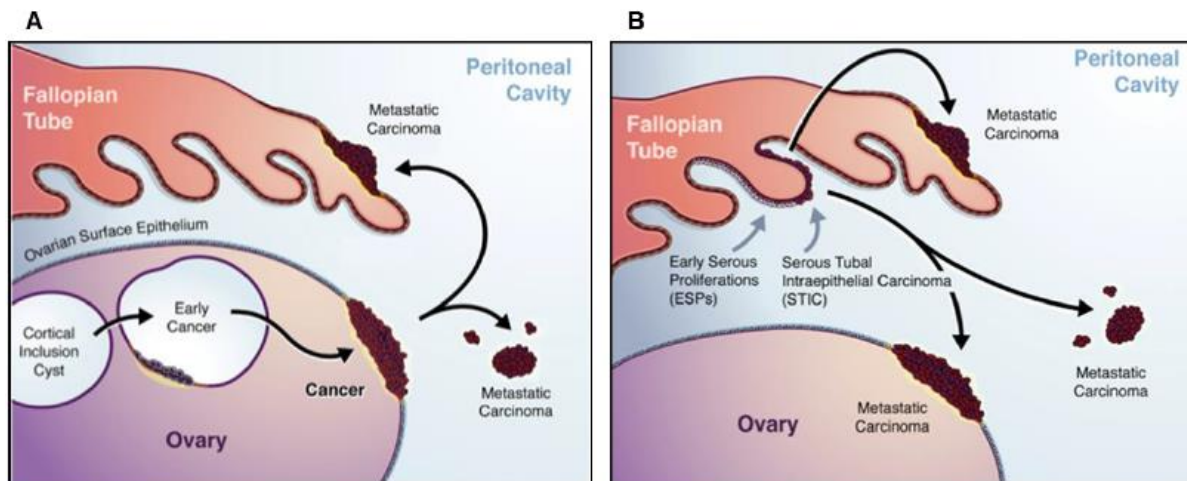 A
Fallopian
Tube
Peritoneal
Cavity
Metastatic
Carcinoma
Ovarian Surface Epithelium
Cortical
Inclusion
Cyst
Early
Cancer
Cancer
Metastatic
Carcinoma
Ovary
B
Fallopian
Tube
Peritoneal
Cavity
Metastatic
Carcinoma
Early Serous
Proliferations
(ESPs)
Serous Tubal
Intraepithelial Carcinoma
(STIC)
Metastatic
Carcinoma
Metastatic
Carcinoma
Ovary